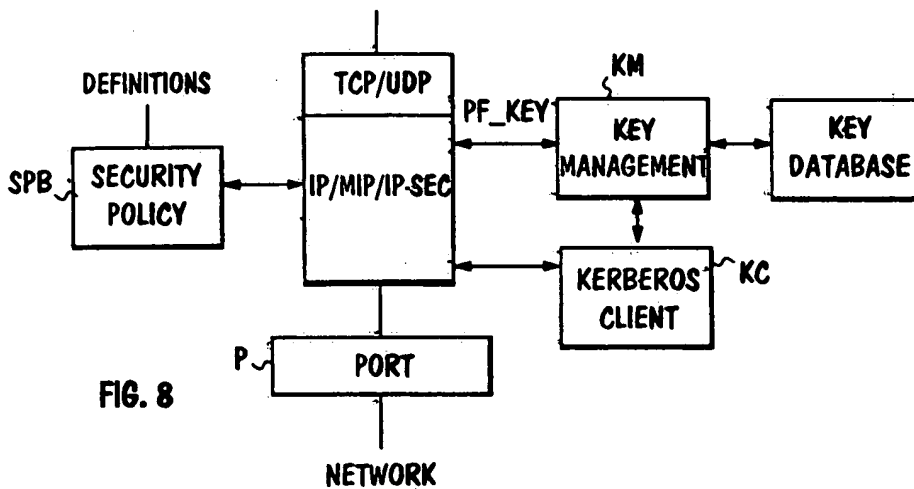 DEFINITIONS
SPB
SECURITY
POLICY
TCP/UDP
IP/MIP/IP-SEC
PF_KEY
KM
KEY
MANAGEMENT
KEY
DATABASE
KERBEROS
CLIENT
KC
P
PORT
FIG. 8
NETWORK